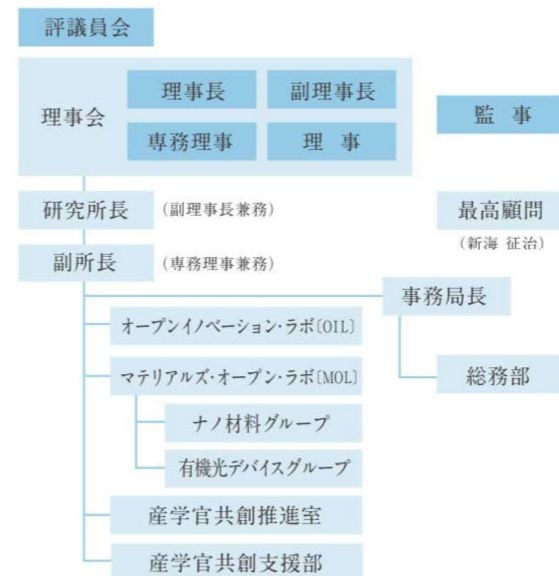 評議員会
理事会
理事長
副理事長
専務理事
理 事
監 事
研究所長
(副理事長兼務)
最高顧問
(新海 征治)
副所長
(専務理事兼務)
事務局長
オープンイノベーション・ラボ〔OIL〕
マテリアルズ・オープン・ラボ〔MOL〕
総務部
ナノ材料グループ
有機光デバイスグループ
産学官共創推進室
産学官共創支援部